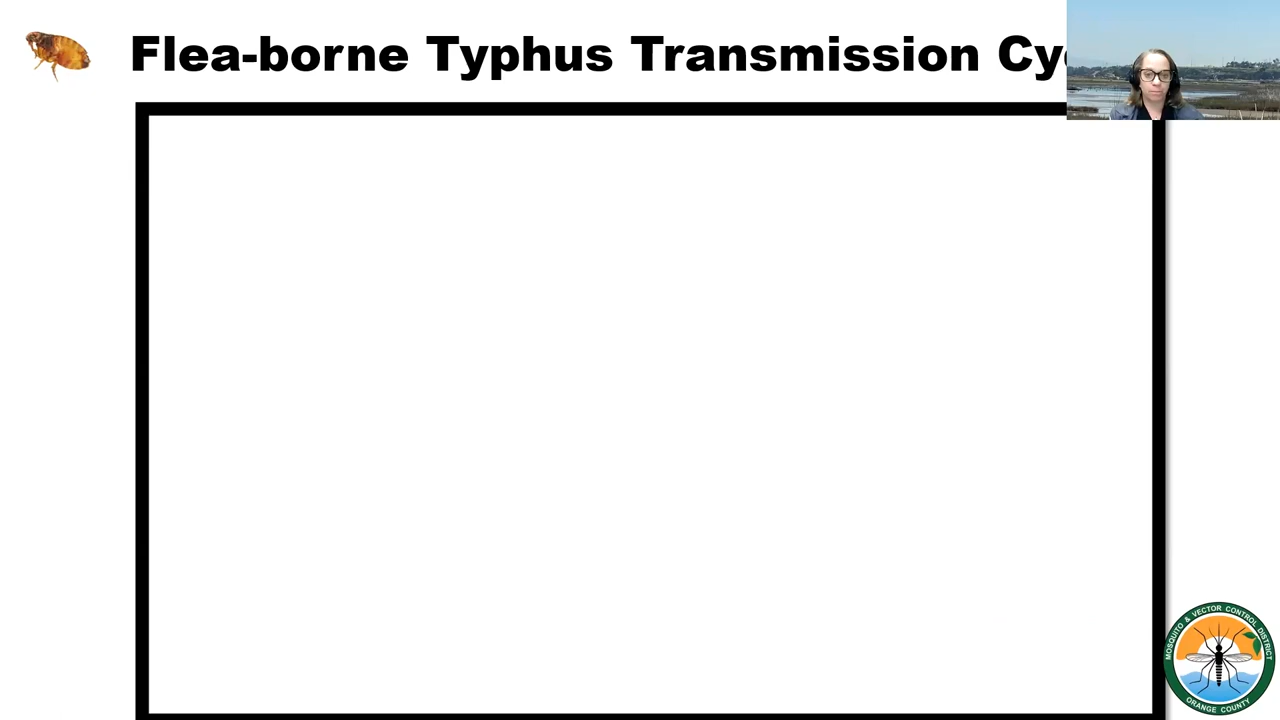 Flea-borne Typhus Transmission Cy
MOSQUITO & VECTOR CONTROL DISTRICT
ORANGE COUNTY